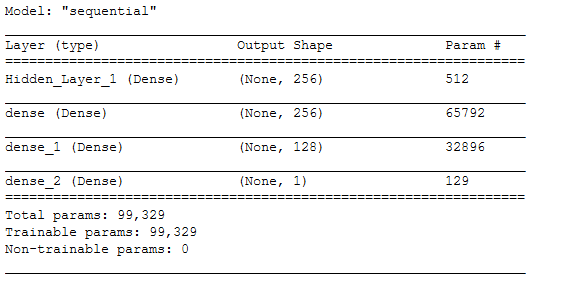 Model: "sequential"
Layer (type) Output Shape Param #
Hidden_Layer_1 (Dense) (None, 256) 512
dense (Dense) (None, 256) 65792
dense_1 (Dense) (None, 128) 32896
dense_2 (Dense) (None, 1) 129
Total params: 99,329
Trainable params: 99,329
Non-trainable params: 0